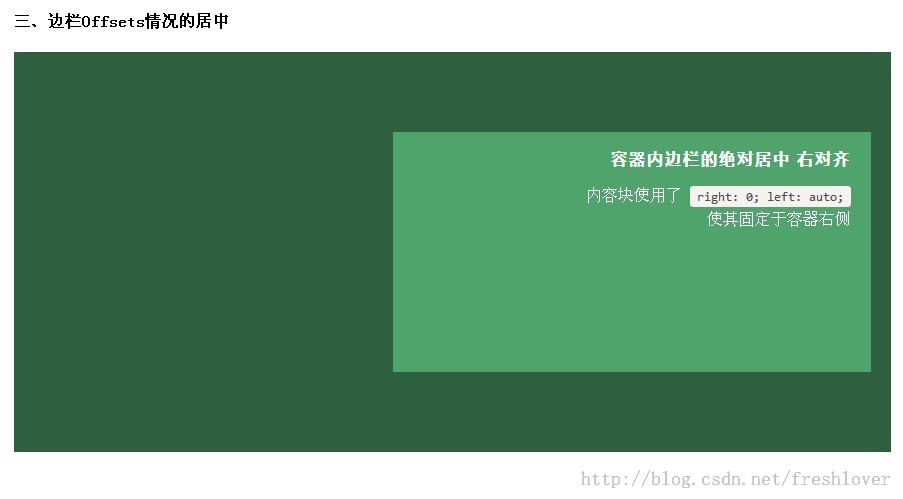 三、边栏Offsets情况的居中
容器内边栏的绝对居中 右对齐
内容块使用了 right: 0; left: auto;
使其固定于容器右侧
http://blog.csdn.net/freshlover